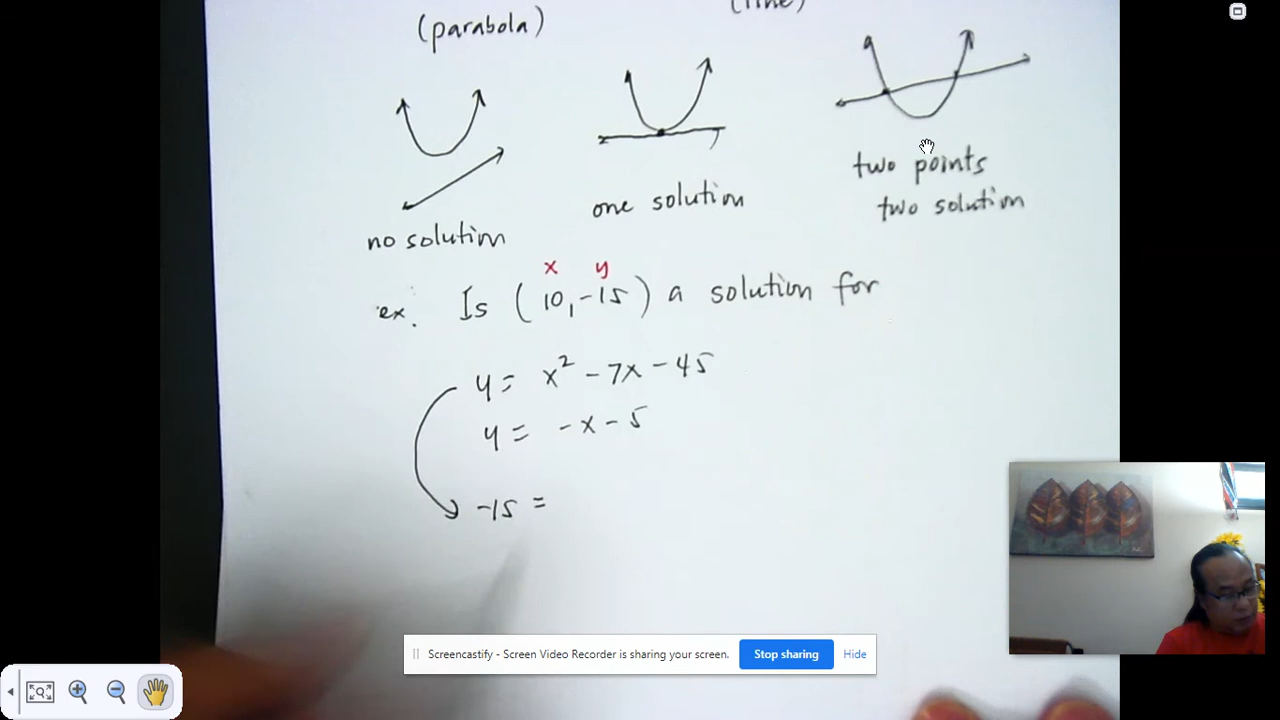 (parabola)
(line)
no solution
one solution
two points
two solution
x y
ex. Is (10, -15) a solution for
y = x² - 7x - 45
y = -x - 5
-15 =
Screencastify - Screen Video Recorder is sharing your screen. Stop sharing Hide